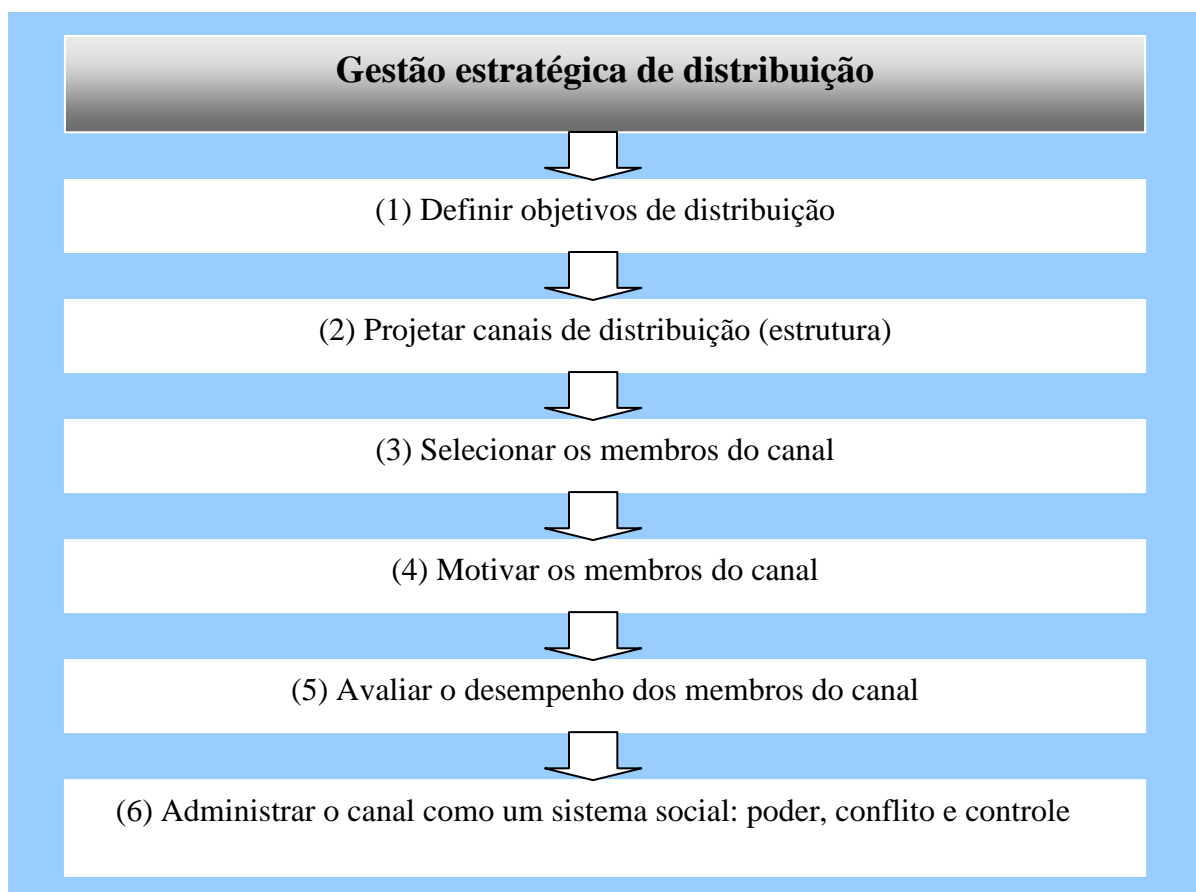 Gestão estratégica de distribuição
(1) Definir objetivos de distribuição
(2) Projetar canais de distribuição (estrutura)
(3) Selecionar os membros do canal
(4) Motivar os membros do canal
(5) Avaliar o desempenho dos membros do canal
(6) Administrar o canal como um sistema social: poder, conflito e controle